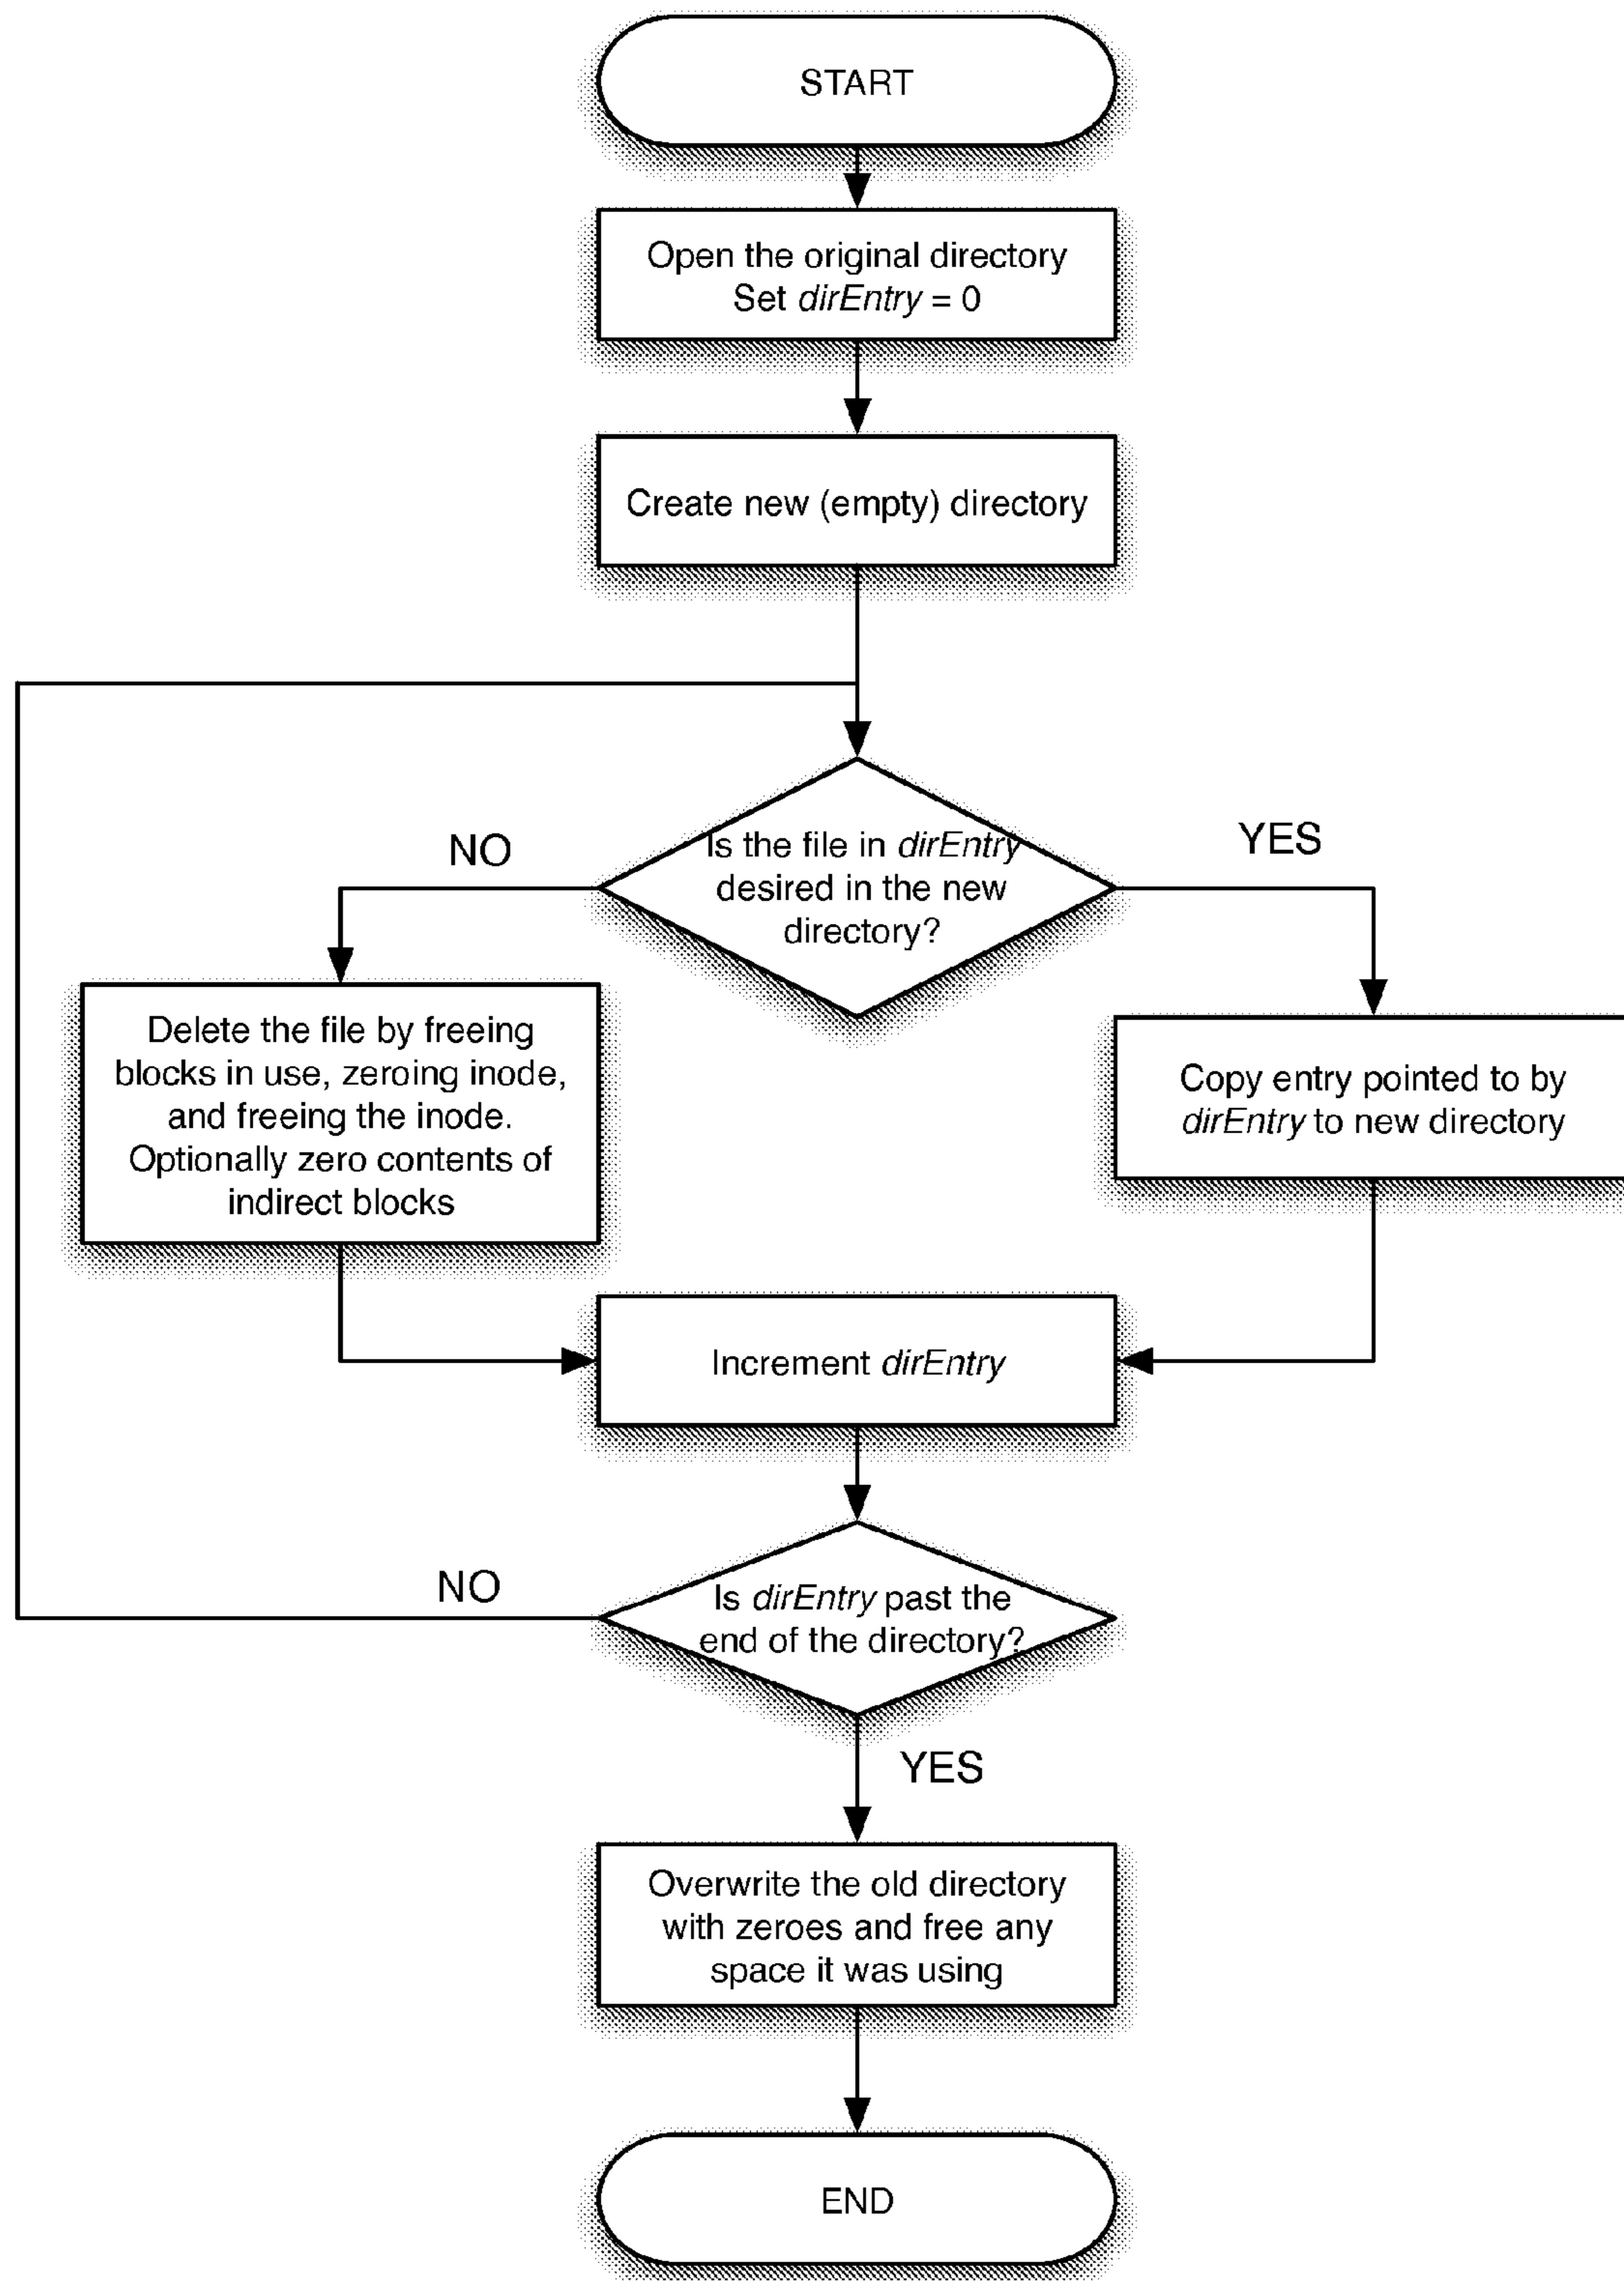 START
Open the original directory
Set dirEntry = 0
Create new (empty) directory
Is the file in dirEntry
desired in the new
directory?
NO
YES
Delete the file by freeing
blocks in use, zeroing inode,
and freeing the inode.
Optionally zero contents of
indirect blocks
Copy entry pointed to by
dirEntry to new directory
Increment dirEntry
Is dirEntry past the
end of the directory?
NO
YES
Overwrite the old directory
with zeroes and free any
space it was using
END